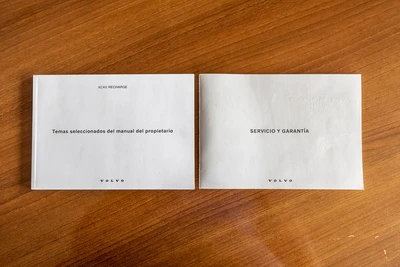 XC40 RECHARGE
Temas seleccionados del manual del propietario
VOLVO
SERVICIO Y GARANTÍA
VOLVO